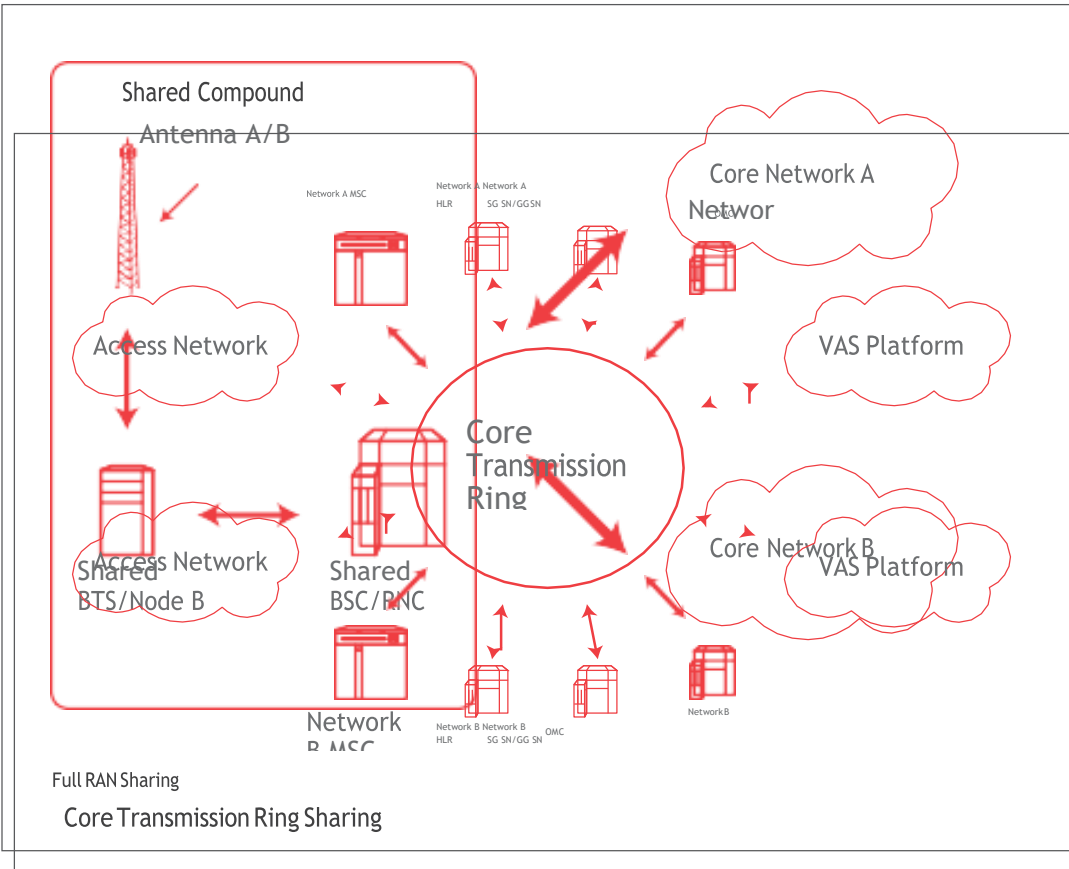 Shared Compound
Antenna A/B
Core Network A
Network A MSC
Network A Network A
HLR SG SN/GGSN
Networ
OMC
Access Network
VAS Platform
Core
Transmission
Ring
Access Network
Shared
BTS/Node B
Shared
BSC/RNC
Core Network B
VAS Platform
Network
B MSC
Network B Network B
HLR SG SN/GG SN
OMC
Network B
Full RAN Sharing
Core Transmission Ring Sharing